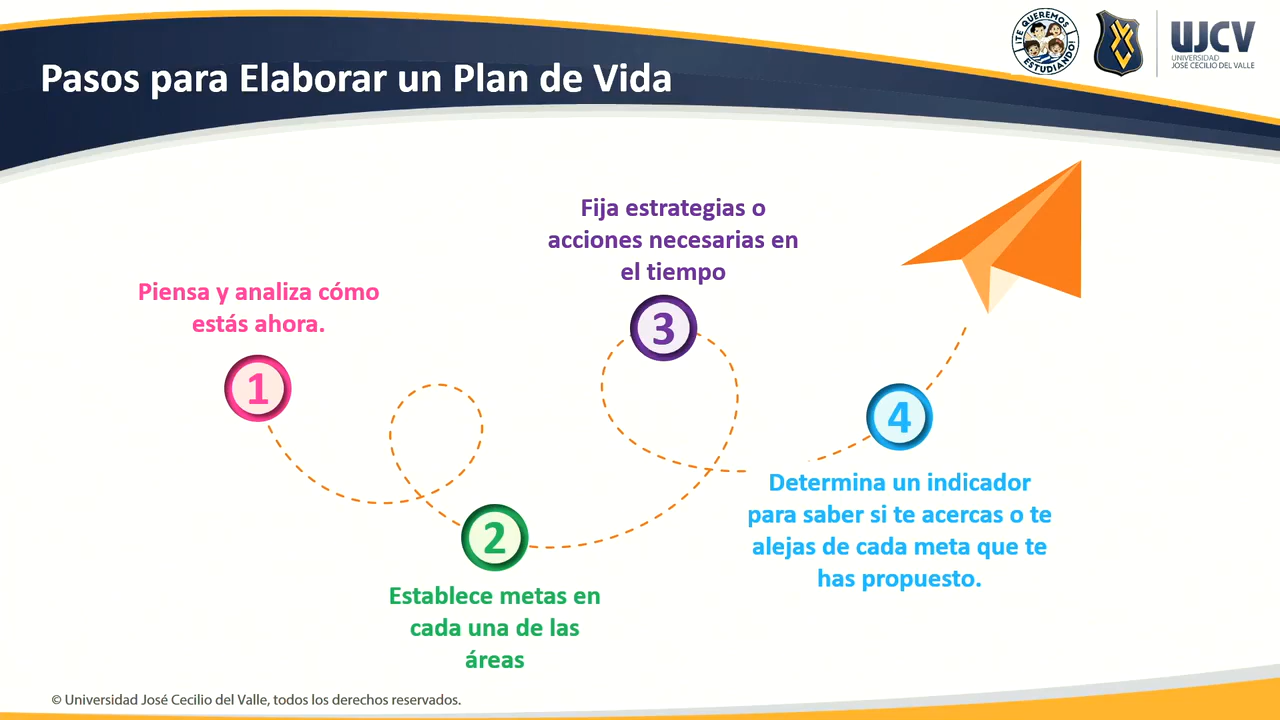 ¡TE QUEREMOS
ESTUDIANDO!
UJCV
UNIVERSIDAD
JOSÉ CECILIO DEL VALLE
Pasos para Elaborar un Plan de Vida
Piensa y analiza cómo
estás ahora.
1
Establece metas en
cada una de las
áreas
2
Fija estrategias o
acciones necesarias en
el tiempo
3
4
Determina un indicador
para saber si te acercas o te
alejas de cada meta que te
has propuesto.
© Universidad José Cecilio del Valle, todos los derechos reservados.